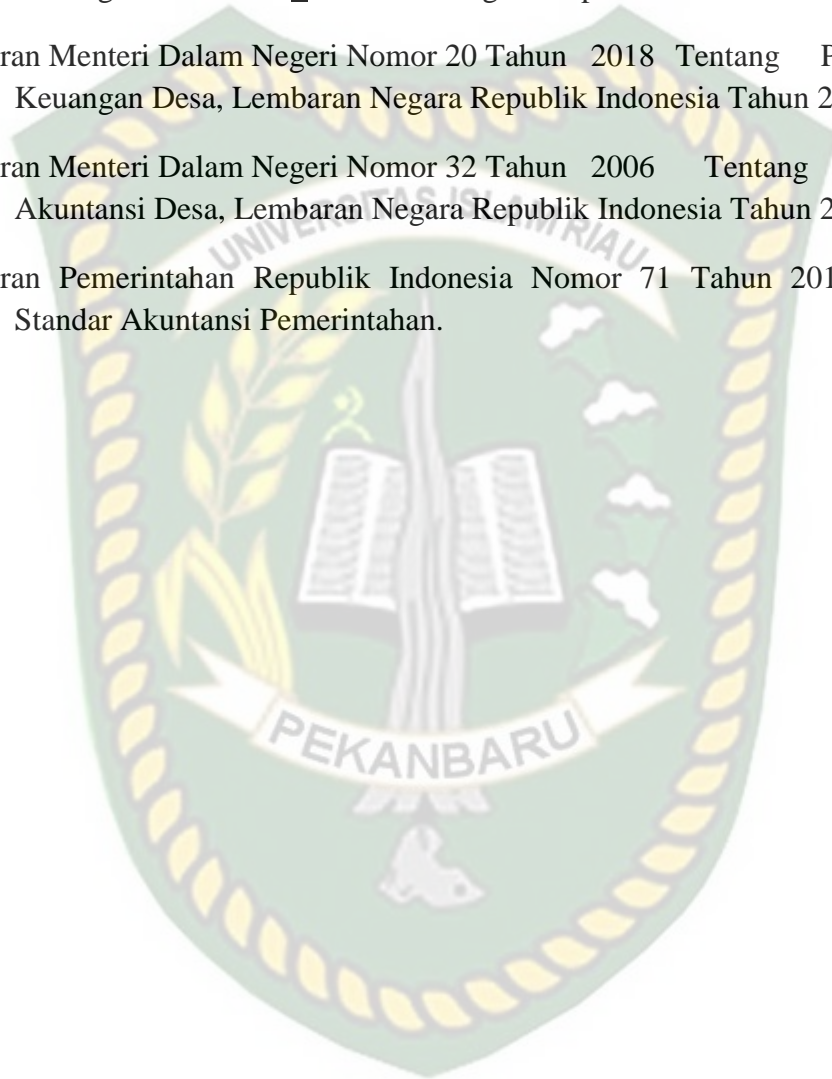 ran Menteri Dalam Negeri Nomor 20 Tahun 2018 Tentang P
Keuangan Desa, Lembaran Negara Republik Indonesia Tahun 2
ran Menteri Dalam Negeri Nomor 32 Tahun 2006 Tentang
Akuntansi Desa, Lembaran Negara Republik Indonesia Tahun 2
ran Pemerintahan Republik Indonesia Nomor 71 Tahun 201
Standar Akuntansi Pemerintahan.
UNIVERSITAS ISLAM RIAU
PEKANBARU